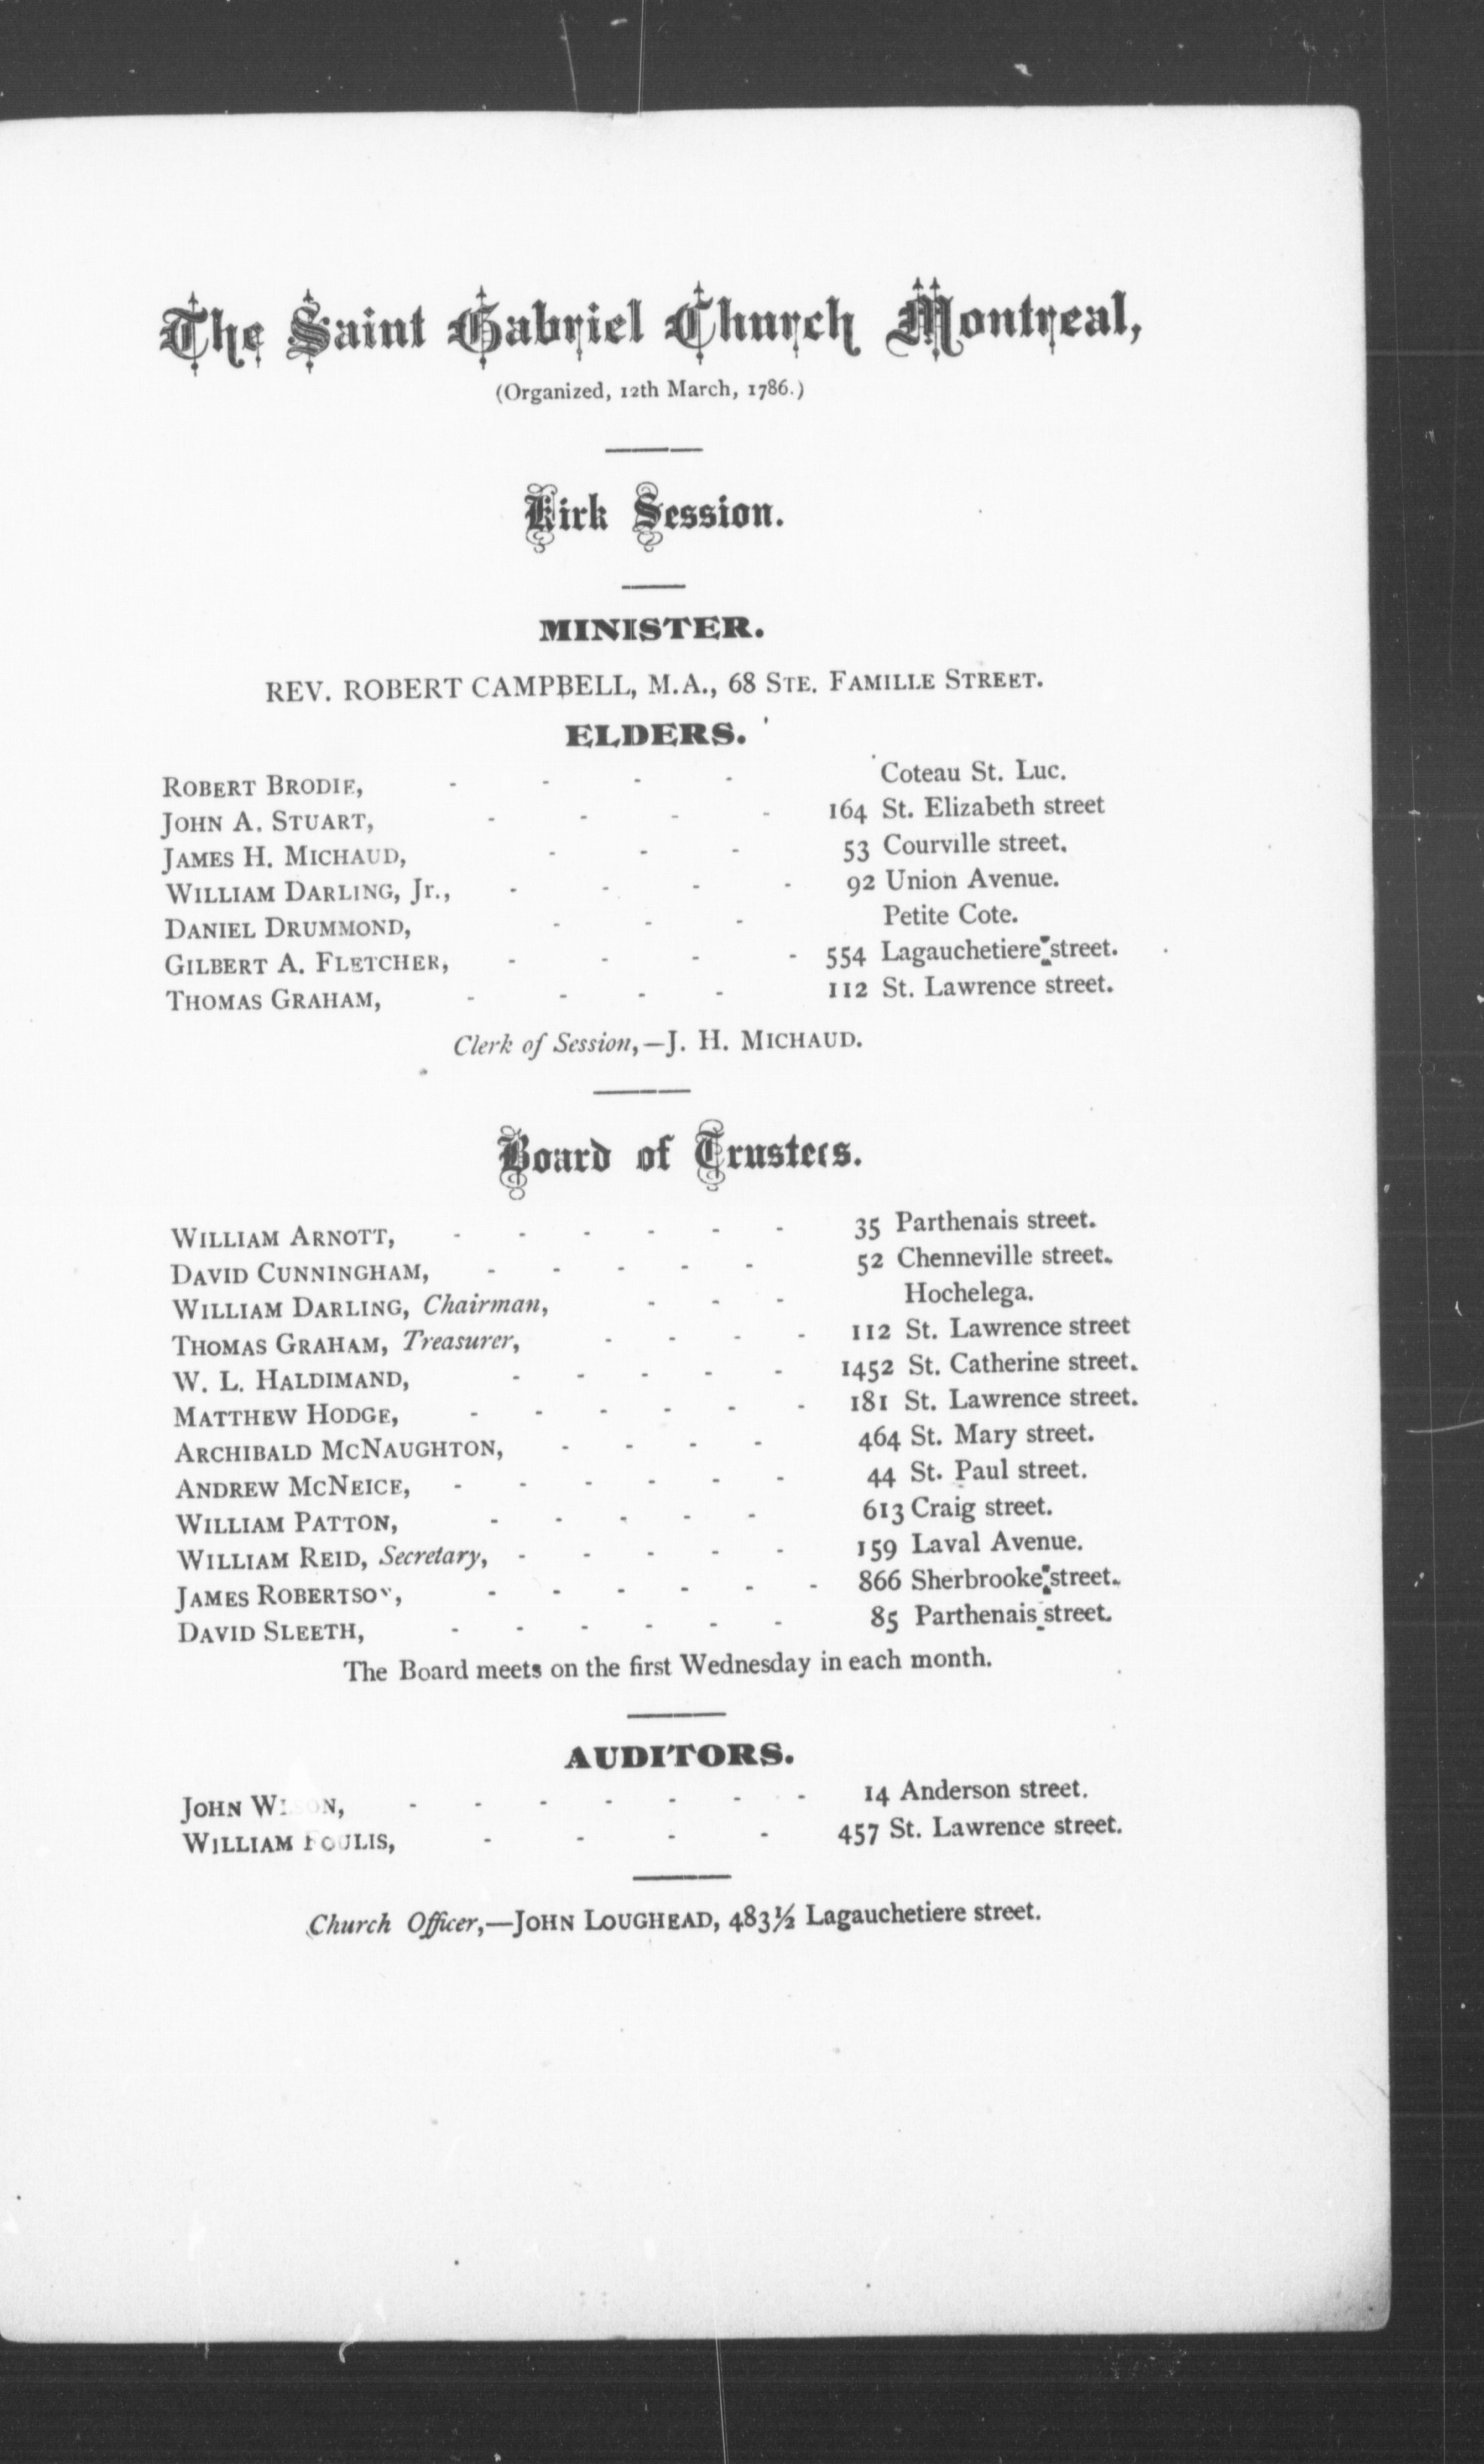 The Saint Gabriel Church Montreal,
(Organized, 12th March, 1786.)
Kirk Session.
MINISTER.
REV. ROBERT CAMPBELL, M.A., 68 STE. FAMILLE STREET.
ELDERS.
ROBERT BRODIE, - - - - Coteau St. Luc.
JOHN A. STUART, - - - - 164 St. Elizabeth street
JAMES H. MICHAUD, - - - 53 Courville street.
WILLIAM DARLING, Jr., - - - - 92 Union Avenue.
DANIEL DRUMMOND, - - - Petite Cote.
GILBERT A. FLETCHER, - - - - 554 Lagauchetiere street.
THOMAS GRAHAM, - - - - 112 St. Lawrence street.
Clerk of Session,—J. H. MICHAUD.
Board of Trustees.
WILLIAM ARNOTT, - - - - - - 35 Parthenais street.
DAVID CUNNINGHAM, - - - - - 52 Chenneville street.
WILLIAM DARLING, Chairman, - - - Hochelega.
THOMAS GRAHAM, Treasurer, - - - - 112 St. Lawrence street
W. L. HALDIMAND, - - - - - 1452 St. Catherine street.
MATTHEW HODGE, - - - - - - 181 St. Lawrence street.
ARCHIBALD MCNAUGHTON, - - - - 464 St. Mary street.
ANDREW MCNEICE, - - - - - - 44 St. Paul street.
WILLIAM PATTON, - - - - - 613 Craig street.
WILLIAM REID, Secretary, - - - - - 159 Laval Avenue.
JAMES ROBERTSON, - - - - - - 866 Sherbrooke street.
DAVID SLEETH, - - - - - - 85 Parthenais street.
The Board meets on the first Wednesday in each month.
AUDITORS.
JOHN - - - - - - - 14 Anderson street.
WILLIAM FOULIS, - - - - 457 St. Lawrence street.
Church Officer,—JOHN LOUGHEAD, 483½ Lagauchetiere street.